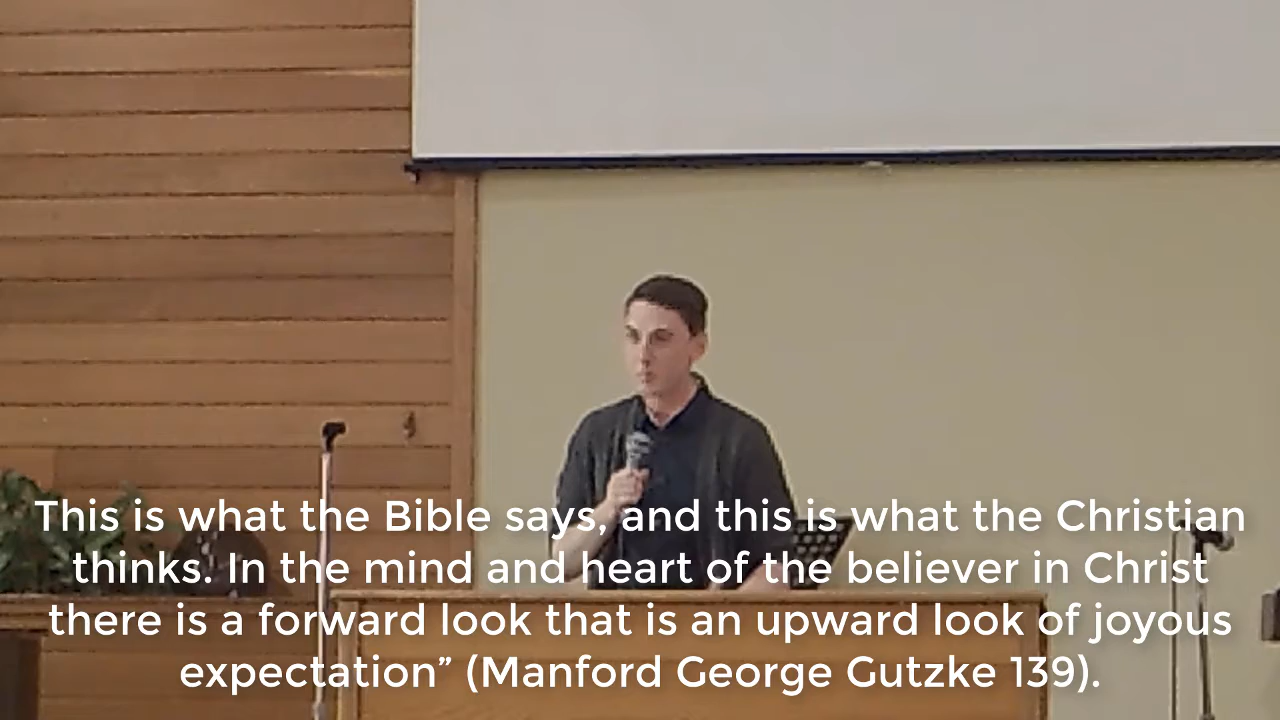 This is what the Bible says, and this is what the Christian
thinks. In the mind and heart of the believer in Christ
there is a forward look that is an upward look of joyous
expectation” (Manford George Gutzke 139).